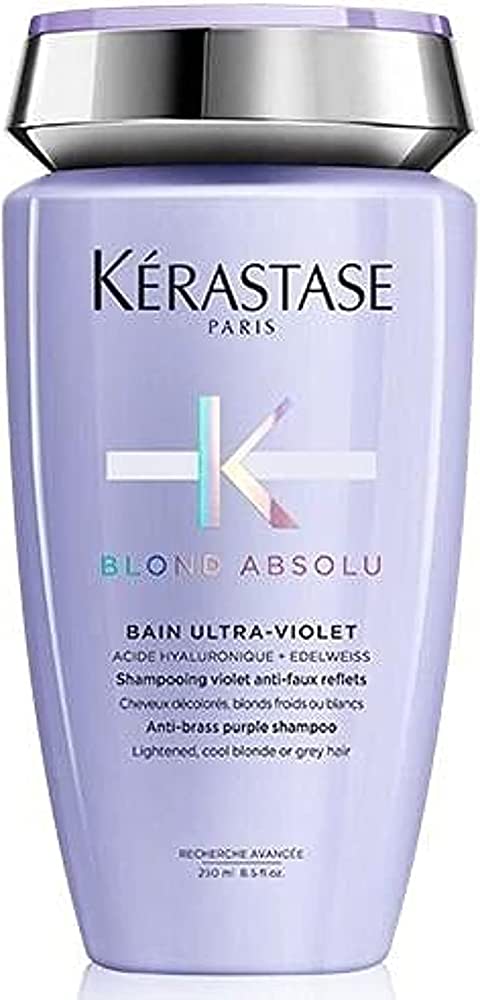 KÉRASTASE
PARIS
K
BLOND ABSOLU
BAIN ULTRA-VIOLET
ACIDE HYALURONIQUE + EDELWEISS
Shampooing violet anti-faux reflets
Cheveux décolorés, blonds froids ou blancs
Anti-brass purple shampoo
Lightened, cool blonde or grey hair
RECHERCHE AVANCÉE
250 ml 8.5 fl oz.